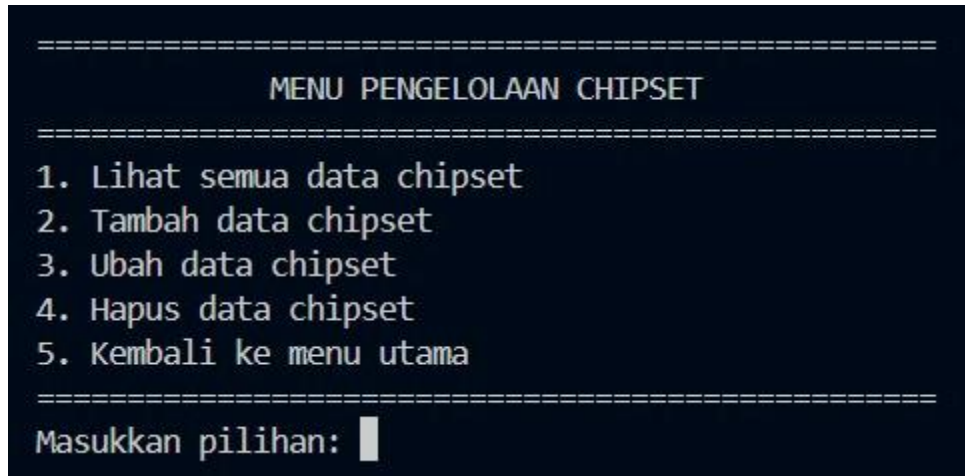 ==================================================
MENU PENGELOLAAN CHIPSET
==================================================
1. Lihat semua data chipset
2. Tambah data chipset
3. Ubah data chipset
4. Hapus data chipset
5. Kembali ke menu utama
==================================================
Masukkan pilihan: